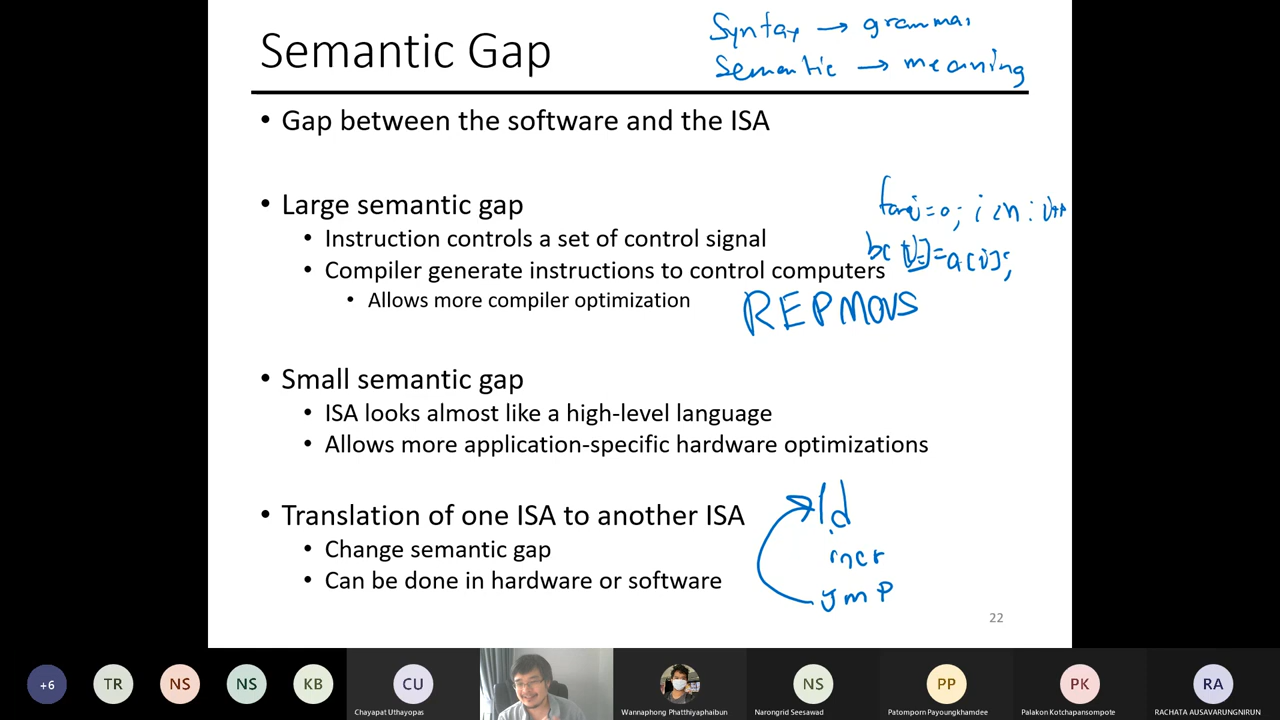 Syntax → grammar
Semantic → meaning
Semantic Gap
• Gap between the software and the ISA
• Large semantic gap
for i=0; i<n; i++
• Instruction controls a set of control signal
b[i]=a[i];
• Compiler generate instructions to control computers
• Allows more compiler optimization
REPMOVS
• Small semantic gap
• ISA looks almost like a high-level language
• Allows more application-specific hardware optimizations
• Translation of one ISA to another ISA
ld
• Change semantic gap
incr
• Can be done in hardware or software
jmp
22
+6
TR
NS
NS
KB
CU
Chayapat Uthayopas
Wannaphong Phatthiyaphaibun
NS
Narongrid Seesawad
PP
Patomporn Payoungkhamdee
PK
Palakon Kotchapansompote
RA
RACHATA AUSAVARUNGNIRUN